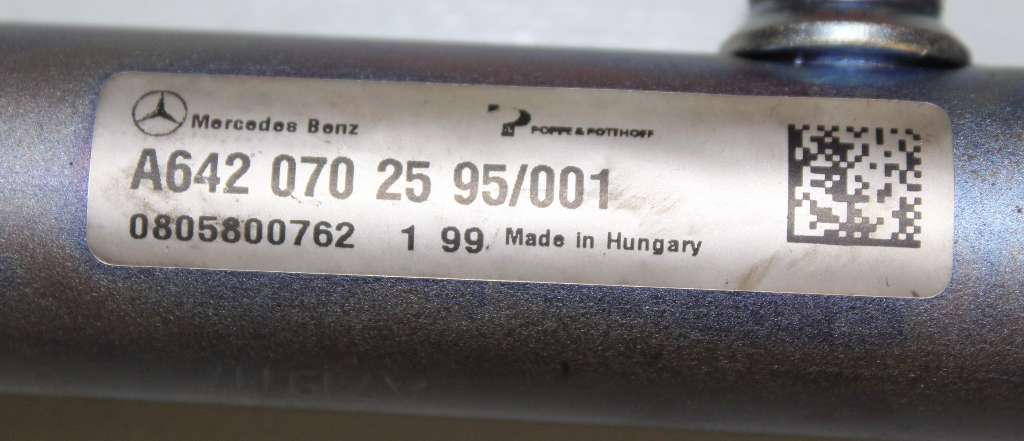 Mercedes Benz POPPE & POTTHOFF
A642 070 25 95/001
0805800762 1 99. Made in Hungary